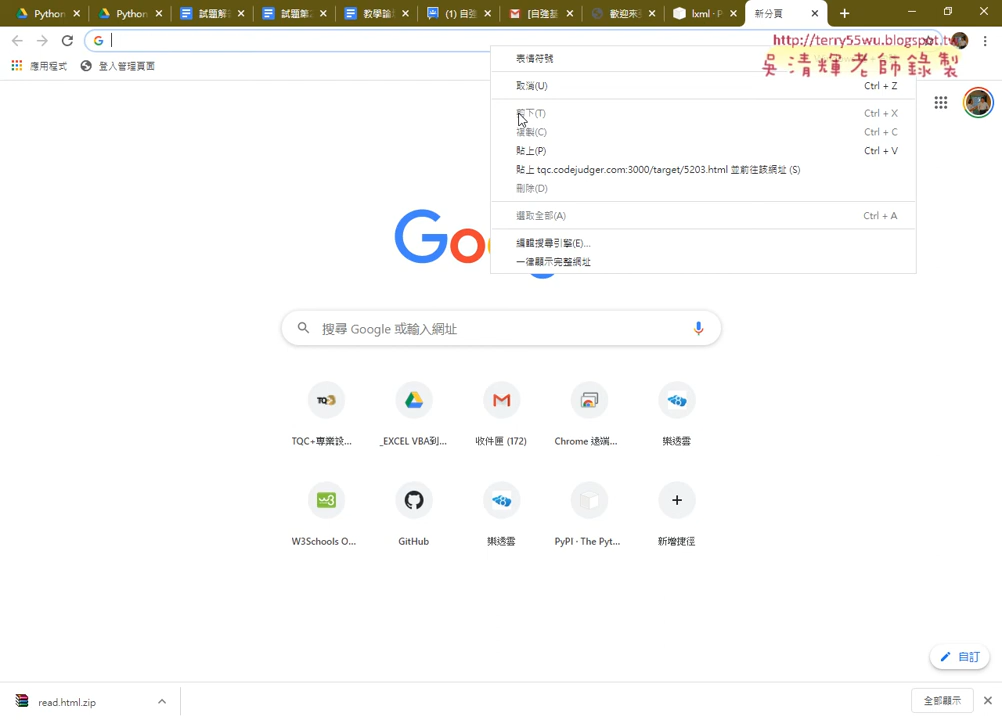 Python
Python
試題解答
試題第2
教學論壇
(1) 自強
[自強基
歡迎來到
lxml · P
新分頁
http://terry55wu.blogspot.tw
吳清輝老師錄製
應用程式
登入管理頁面
表情符號
取消(U) Ctrl + Z
剪下(T) Ctrl + X
複製(C) Ctrl + C
貼上(P) Ctrl + V
貼上 tqc.codejudger.com:3000/target/5203.html 並前往該網址 (S)
刪除(D)
選取全部(A) Ctrl + A
編輯搜尋引擎(E)...
一律顯示完整網址
搜尋 Google 或輸入網址
TQC+專業設...
_EXCEL VBA到...
收件匣 (172)
Chrome 遠端...
樂透雲
W3Schools O...
GitHub
樂透雲
PyPI · The Pyt...
新增捷徑
自訂
read.html.zip
全部顯示